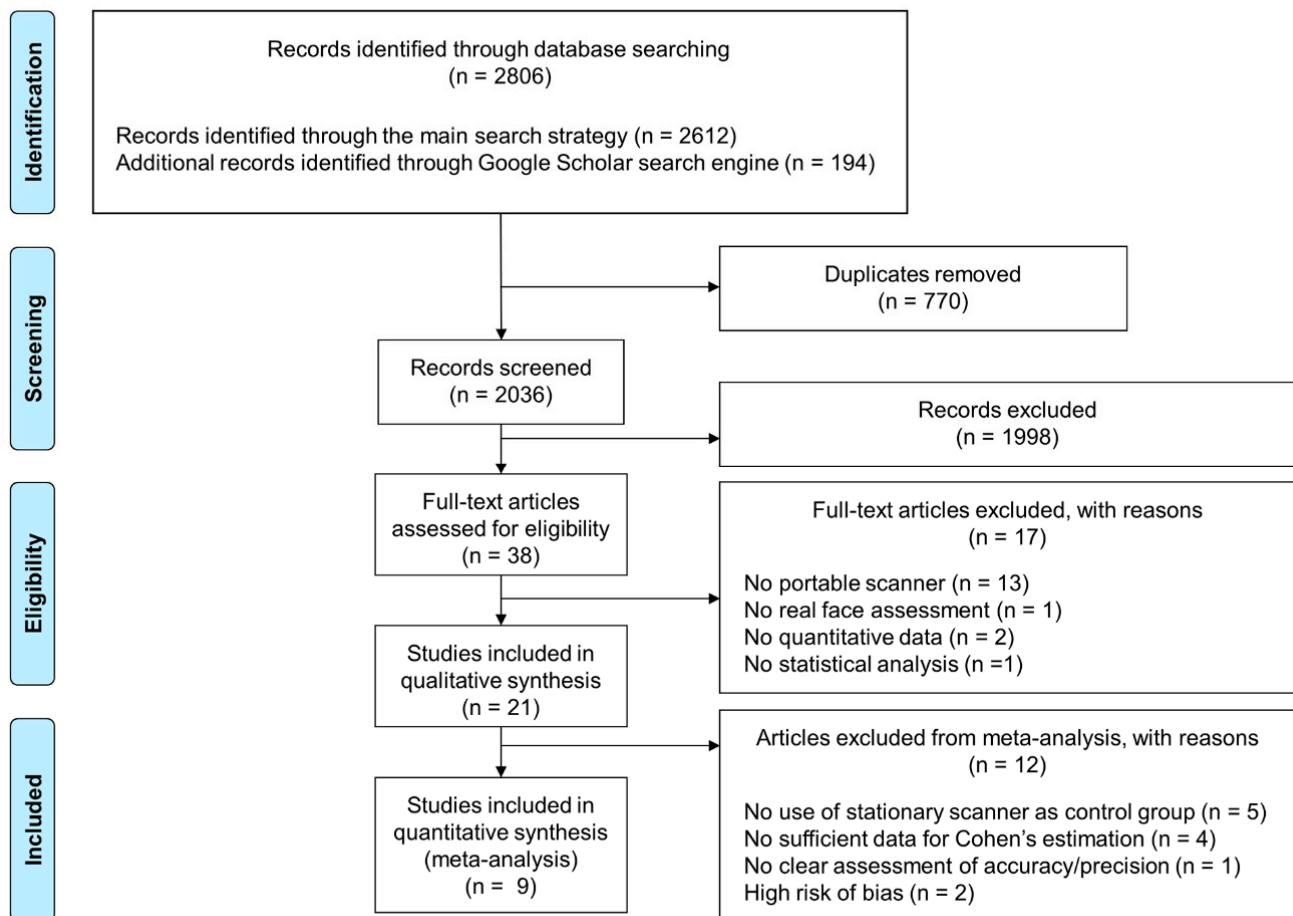 Identification
Records identified through database searching
(n = 2806)
Records identified through the main search strategy (n = 2612)
Additional records identified through Google Scholar search engine (n = 194)
Screening
Duplicates removed
(n = 770)
Records screened
(n = 2036)
Records excluded
(n = 1998)
Eligibility
Full-text articles
assessed for eligibility
(n = 38)
Full-text articles excluded, with reasons
(n = 17)
No portable scanner (n = 13)
No real face assessment (n = 1)
No quantitative data (n = 2)
No statistical analysis (n =1)
Studies included in
qualitative synthesis
(n = 21)
Included
Articles excluded from meta-analysis, with reasons
(n = 12)
No use of stationary scanner as control group (n = 5)
No sufficient data for Cohen’s estimation (n = 4)
No clear assessment of accuracy/precision (n = 1)
High risk of bias (n = 2)
Studies included in
quantitative synthesis
(meta-analysis)
(n =  9)